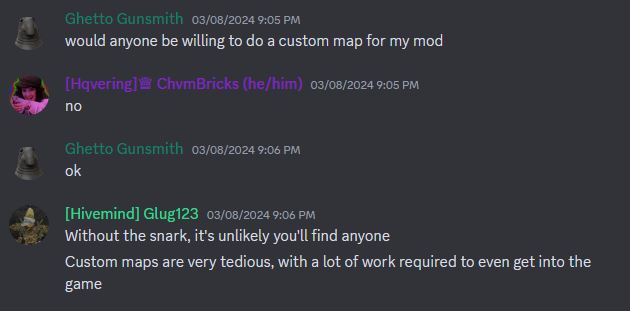 Ghetto Gunsmith 03/08/2024 9:05 PM
would anyone be willing to do a custom map for my mod
[Hqvering]♕ ChvmBricks (he/him) 03/08/2024 9:05 PM
no
Ghetto Gunsmith 03/08/2024 9:06 PM
ok
[Hivemind] Glug123 03/08/2024 9:06 PM
Without the snark, it's unlikely you'll find anyone
Custom maps are very tedious, with a lot of work required to even get into the
game